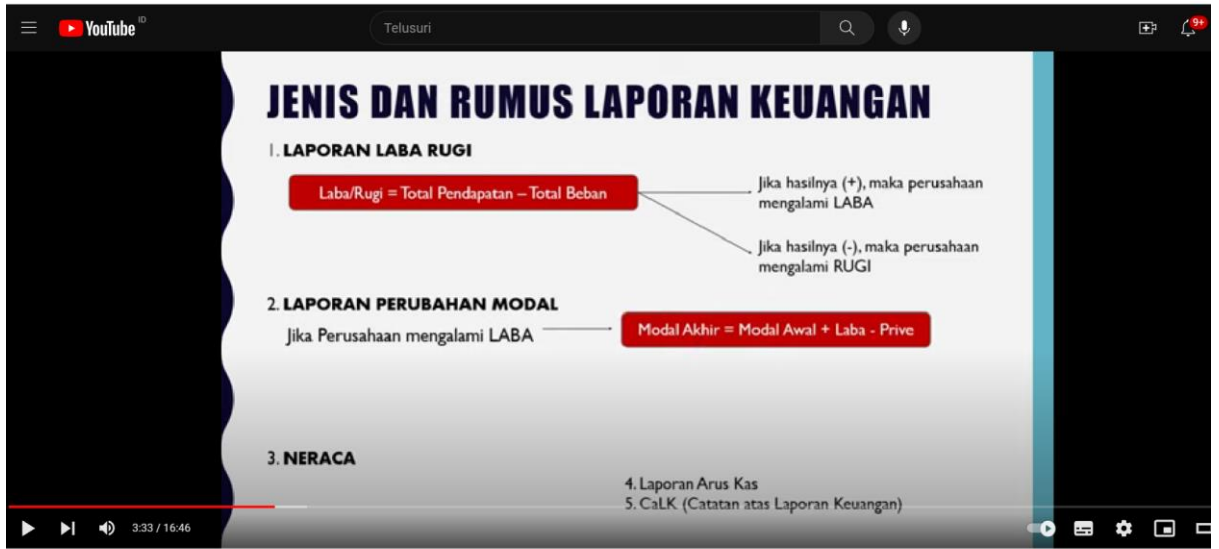 YouTube ID
Telusuri
9+
JENIS DAN RUMUS LAPORAN KEUANGAN
1. LAPORAN LABA RUGI
Laba/Rugi = Total Pendapatan – Total Beban
Jika hasilnya (+), maka perusahaan
mengalami LABA
Jika hasilnya (-), maka perusahaan
mengalami RUGI
2. LAPORAN PERUBAHAN MODAL
Jika Perusahaan mengalami LABA
Modal Akhir = Modal Awal + Laba - Prive
3. NERACA
4. Laporan Arus Kas
5. CaLK (Catatan atas Laporan Keuangan)
3:33 / 16:46